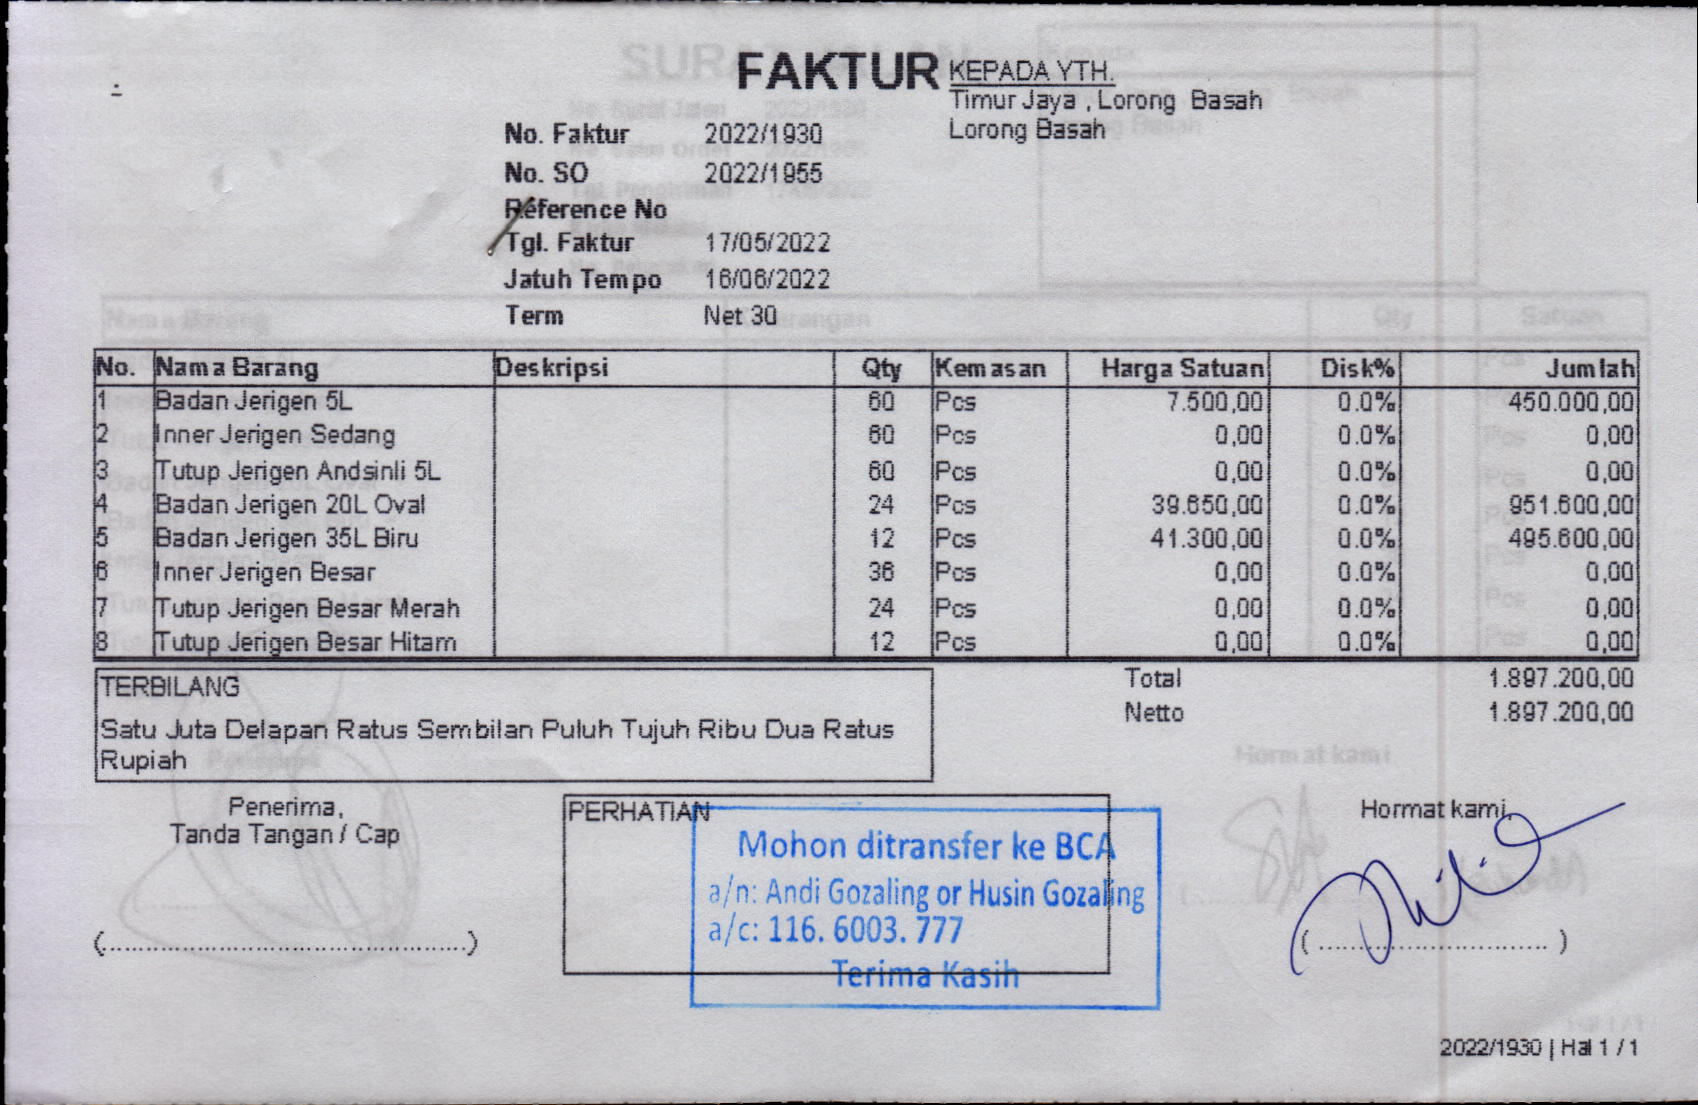 FAKTUR
KEPADA YTH.
Timur Jaya , Lorong Basah
Lorong Basah
No. Faktur 2022/1930
No. SO 2022/1955
Reference No
Tgl. Faktur 17/05/2022
Jatuh Tempo 16/06/2022
Term Net 30
No. Nama Barang Deskripsi Qty Kemasan Harga Satuan Disk% Jumlah
1 Badan Jerigen 5L 60 Pcs 7.500,00 0.0% 450.000,00
2 Inner Jerigen Sedang 60 Pcs 0,00 0.0% 0,00
3 Tutup Jerigen Andsinli 5L 60 Pcs 0,00 0.0% 0,00
4 Badan Jerigen 20L Oval 24 Pcs 39.650,00 0.0% 951.600,00
5 Badan Jerigen 35L Biru 12 Pcs 41.300,00 0.0% 495.600,00
6 Inner Jerigen Besar 36 Pcs 0,00 0.0% 0,00
7 Tutup Jerigen Besar Merah 24 Pcs 0,00 0.0% 0,00
8 Tutup Jerigen Besar Hitam 12 Pcs 0,00 0.0% 0,00
Total 1.897.200,00
Netto 1.897.200,00
TERBILANG
Satu Juta Delapan Ratus Sembilan Puluh Tujuh Ribu Dua Ratus
Rupiah
Penerima,
Tanda Tangan / Cap
PERHATIAN
Mohon ditransfer ke BCA
a/n: Andi Gozaling or Husin Gozaling
a/c: 116. 6003. 777
Terima Kasih
Hormat kami,
2022/1930 | Hal 1 / 1